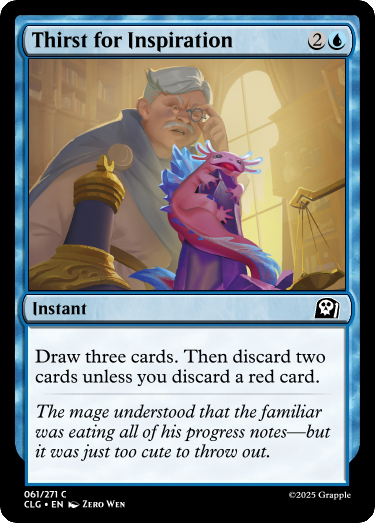 Thirst for Inspiration 2
Instant
Draw three cards. Then discard two
cards unless you discard a red card.
The mage understood that the familiar
was eating all of his progress notes—but
it was just too cute to throw out.
061/271 C
CLG • EN Zero Wen
©2025 Grapple